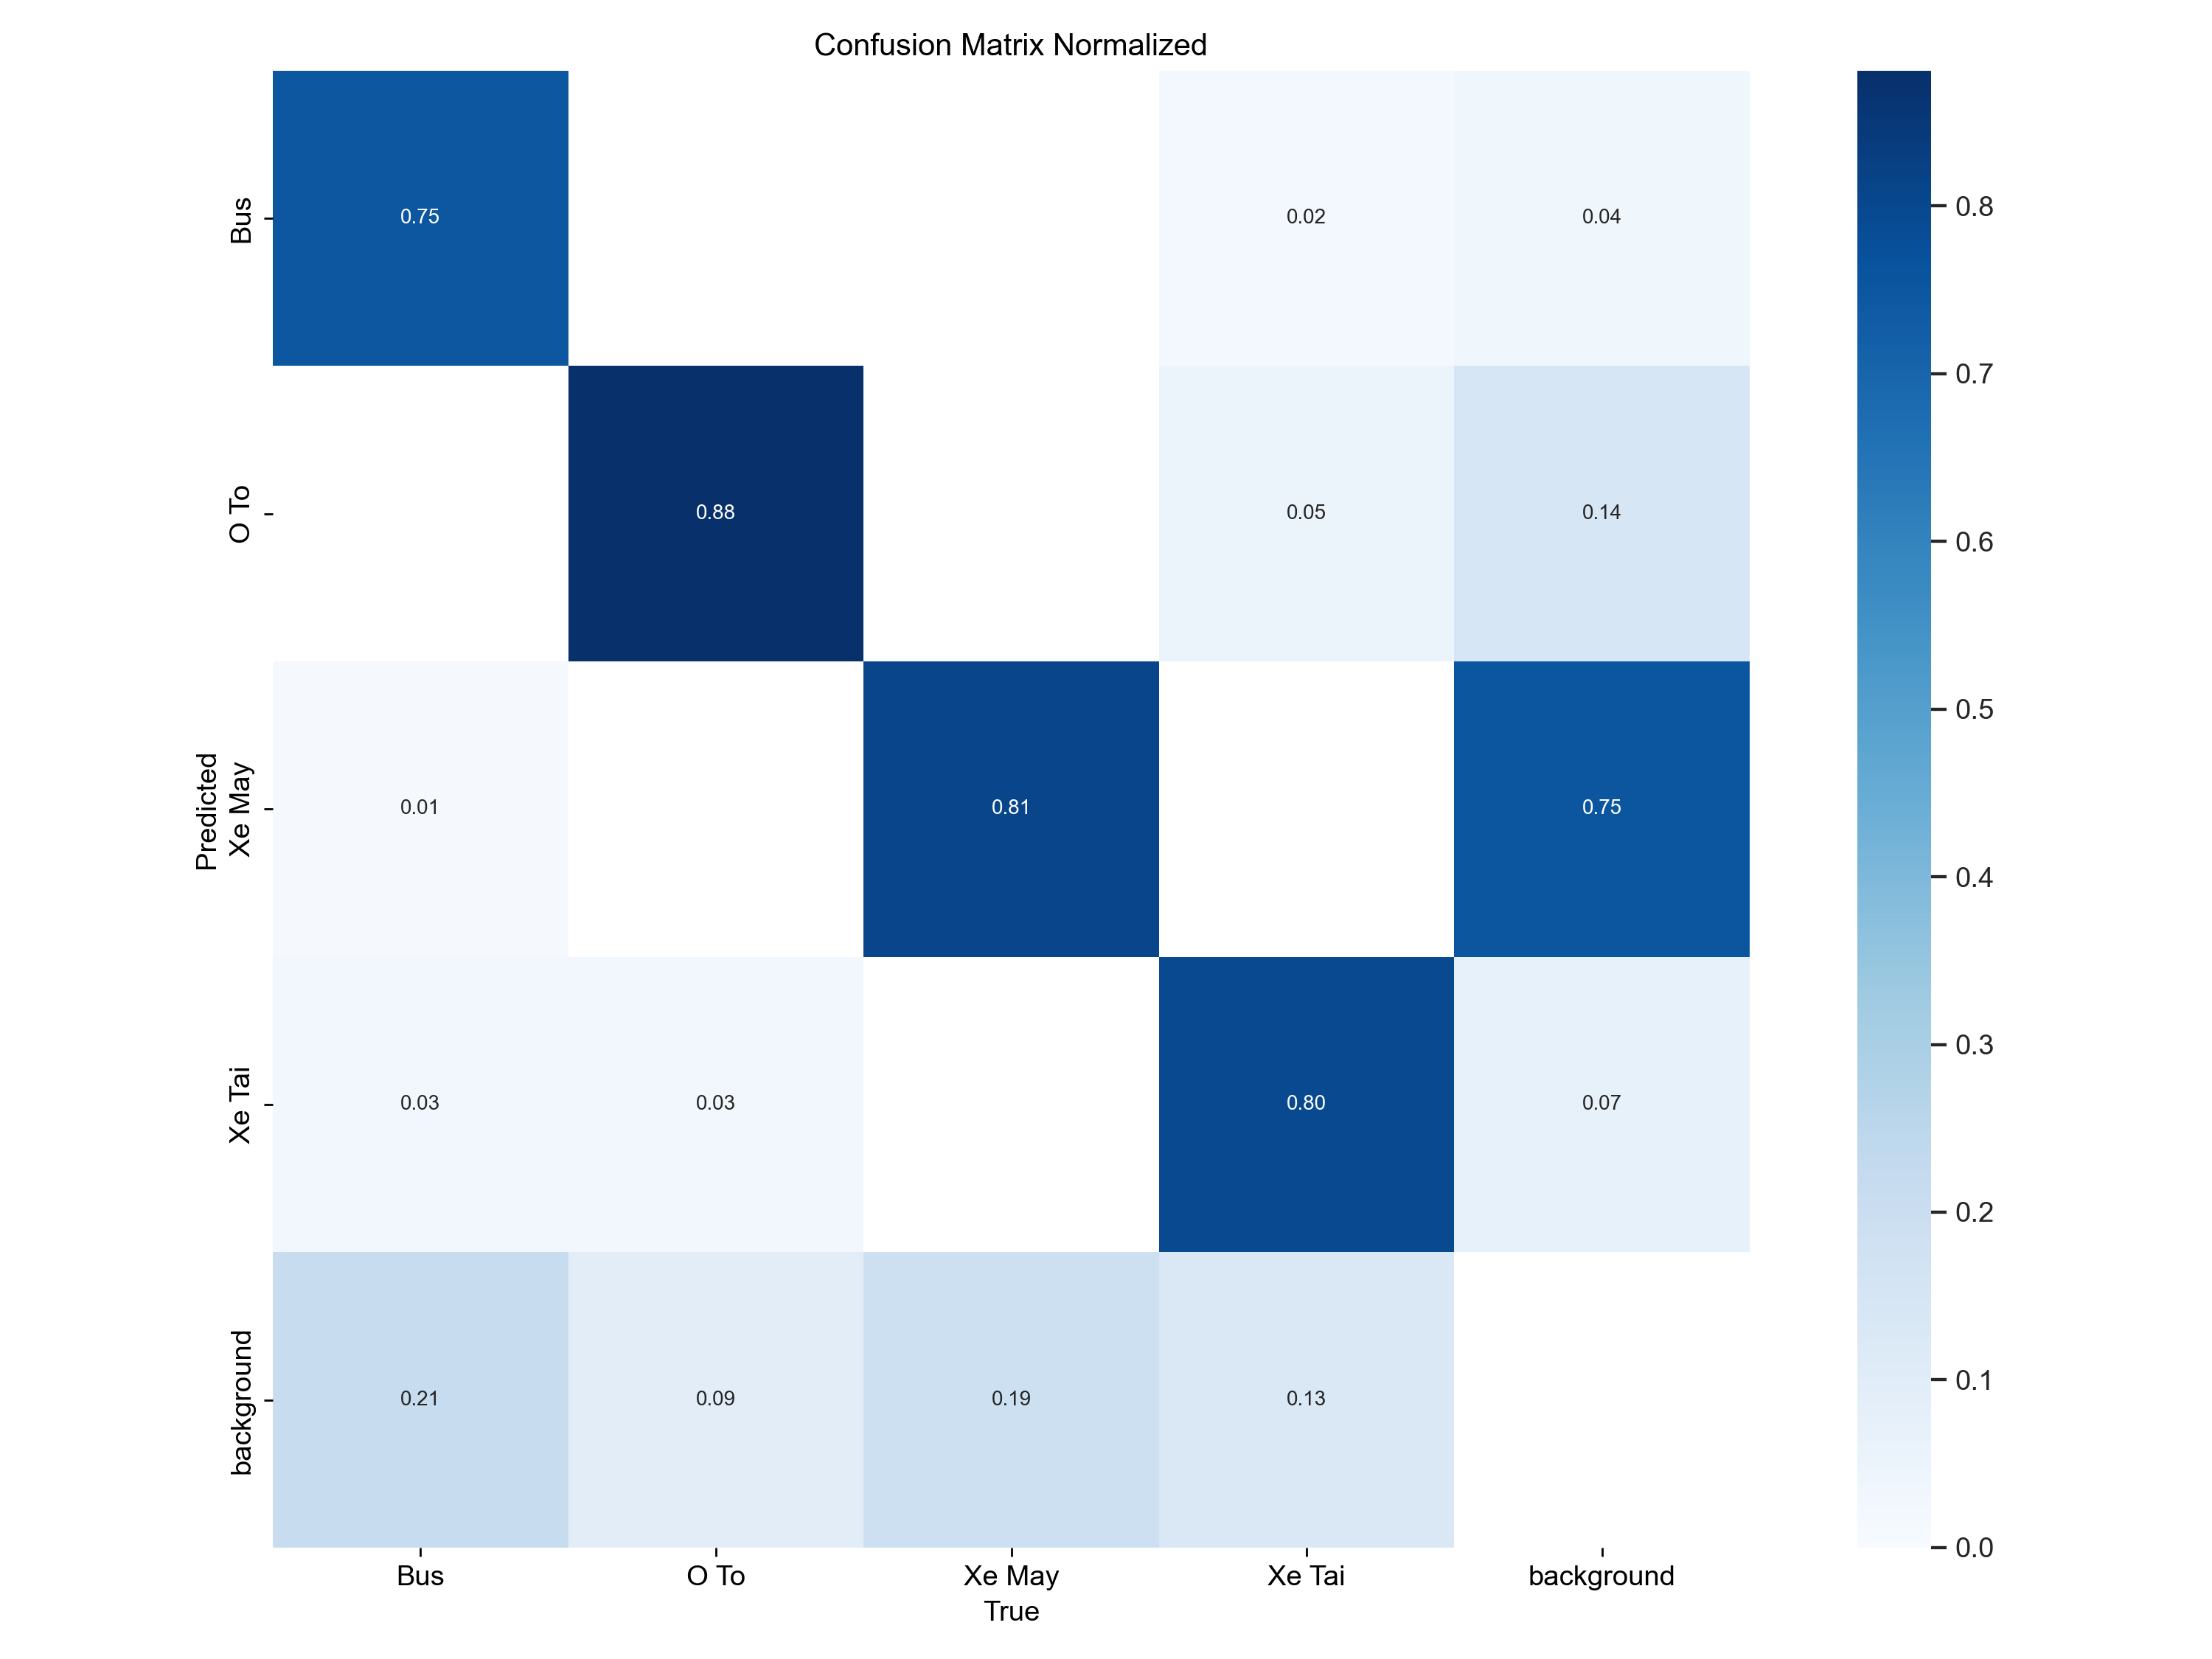 Confusion Matrix Normalized
Bus
0.75
0.02
0.04
0.8
0.7
O To
0.88
0.05
0.14
0.6
0.5
Predicted
Xe May
0.01
0.81
0.75
0.4
0.3
Xe Tai
0.03
0.03
0.80
0.07
0.2
background
0.21
0.09
0.19
0.13
0.1
0.0
Bus
O To
Xe May
Xe Tai
background
True